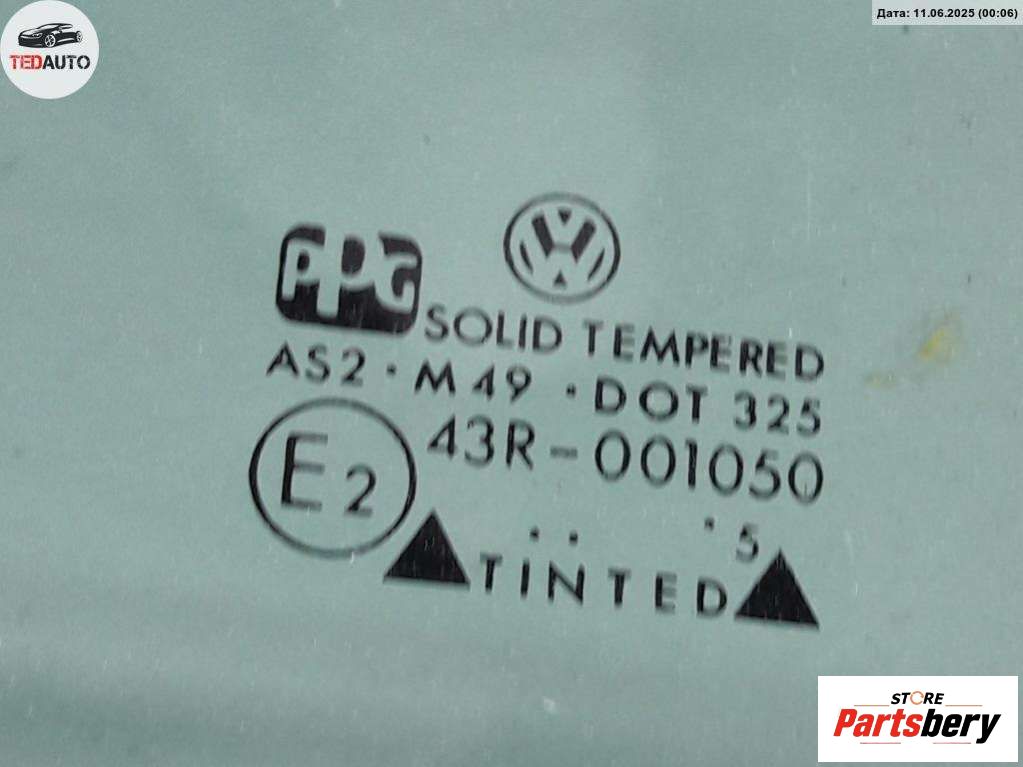 Дата: 11.06.2025 (00:06)
TEDAUTO
PPG
SOLID TEMPERED
AS2 · M49 · DOT 325
E2
43R-001050
. . ' 5
TINTED
STORE
Partsbery